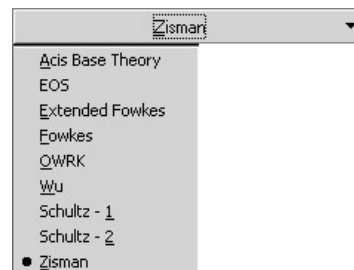 Zisman
Acis Base Theory
EOS
Extended Fowkes
Fowkes
OWRK
Wu
Schultz - 1
Schultz - 2
Zisman